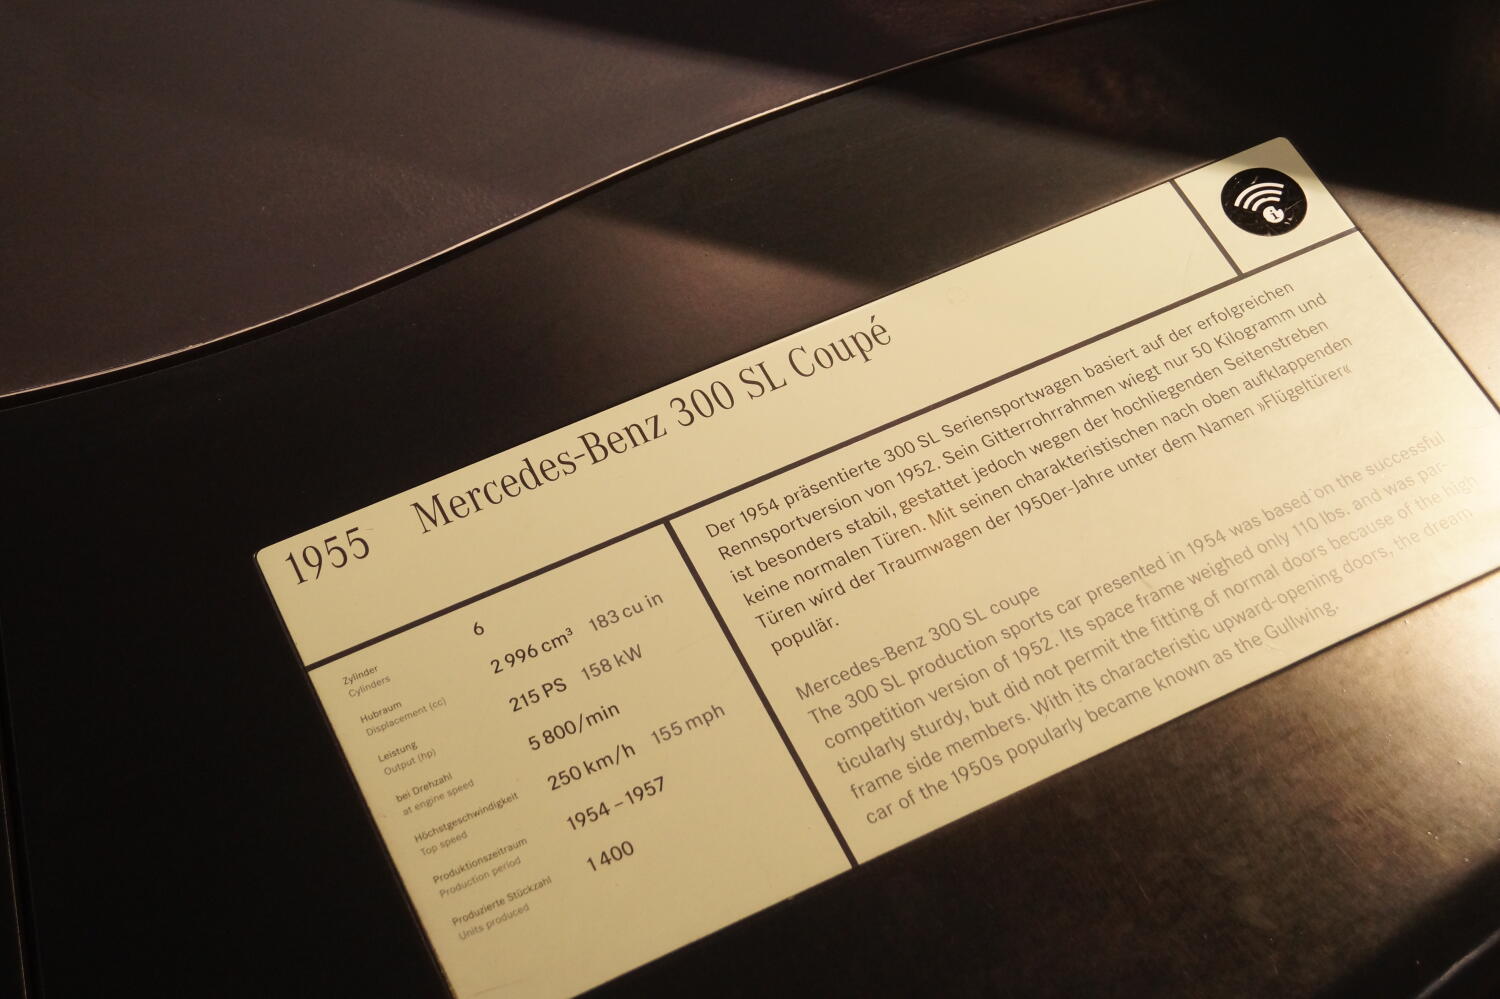 1955 Mercedes-Benz 300 SL Coupé
Zylinder 6
Cylinders
Hubraum 2 996 cm³ 183 cu in
Displacement (cc)
Leistung 215 PS 158 kW
Output (hp)
bei Drehzahl 5 800/min
at engine speed
Höchstgeschwindigkeit 250 km/h 155 mph
Top speed
Produktionszeitraum 1954 – 1957
Production period
Produzierte Stückzahl 1 400
Units produced
Der 1954 präsentierte 300 SL Seriensportwagen basiert auf der erfolgreichen
Rennsportversion von 1952. Sein Gitterrohrrahmen wiegt nur 50 Kilogramm und
ist besonders stabil, gestattet jedoch wegen der hochliegenden Seitenstreben
keine normalen Türen. Mit seinen charakteristischen nach oben aufklappenden
Türen wird der Traumwagen der 1950er-Jahre unter dem Namen »Flügeltürer«
populär.
Mercedes-Benz 300 SL coupe
The 300 SL production sports car presented in 1954 was based on the successful
competition version of 1952. Its space frame weighed only 110 lbs. and was par-
ticularly sturdy, but did not permit the fitting of normal doors because of the high
frame side members. With its characteristic upward-opening doors, the dream
car of the 1950s popularly became known as the Gullwing.